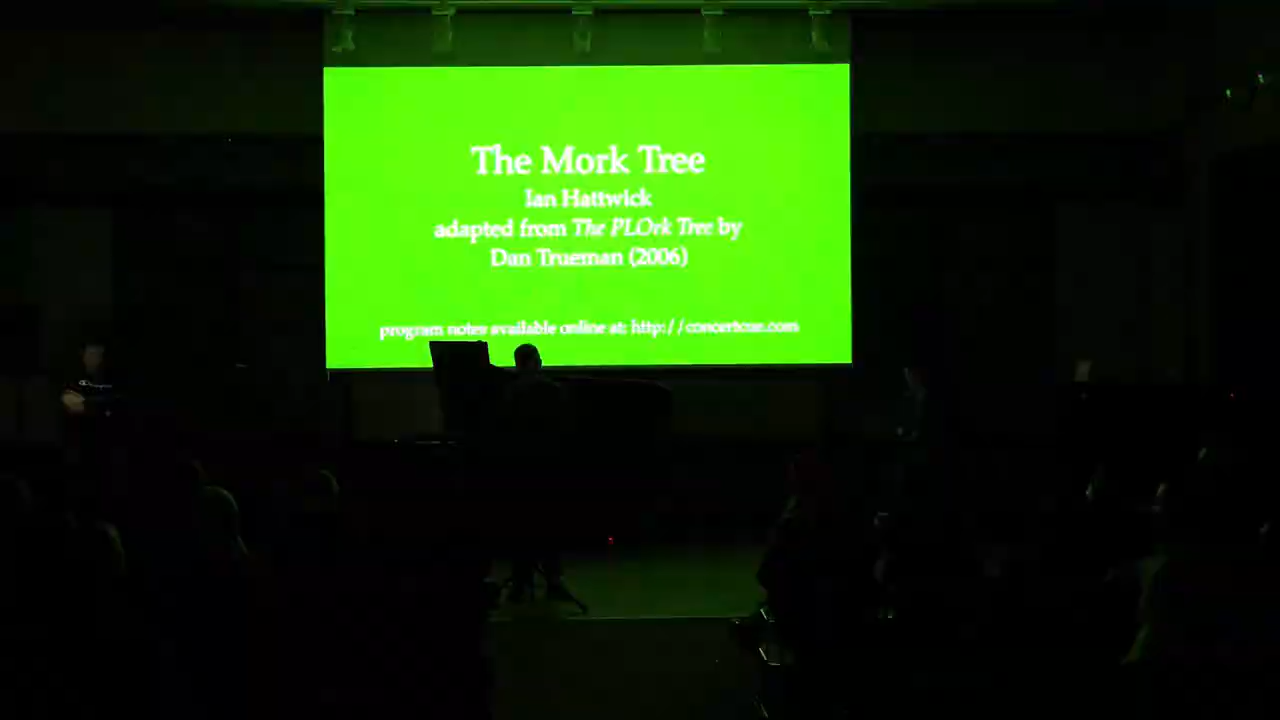 The Mork Tree
Ian Hattwick
adapted from The PLOrk Tree by
Dan Trueman (2006)
program notes available online at: http://concertcue.com
Champion